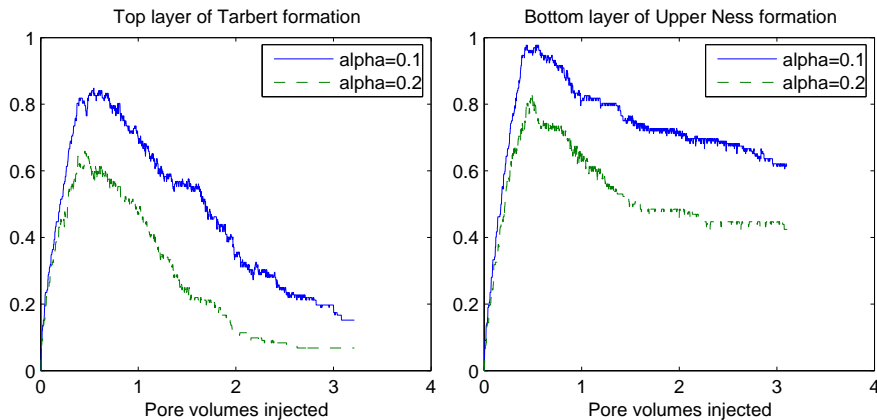 Top layer of Tarbert formation
1
0.8
0.6
0.4
0.2
0
0
1
2
3
4
alpha=0.1
alpha=0.2
Pore volumes injected
Bottom layer of Upper Ness formation
1
0.8
0.6
0.4
0.2
0
0
1
2
3
4
alpha=0.1
alpha=0.2
Pore volumes injected